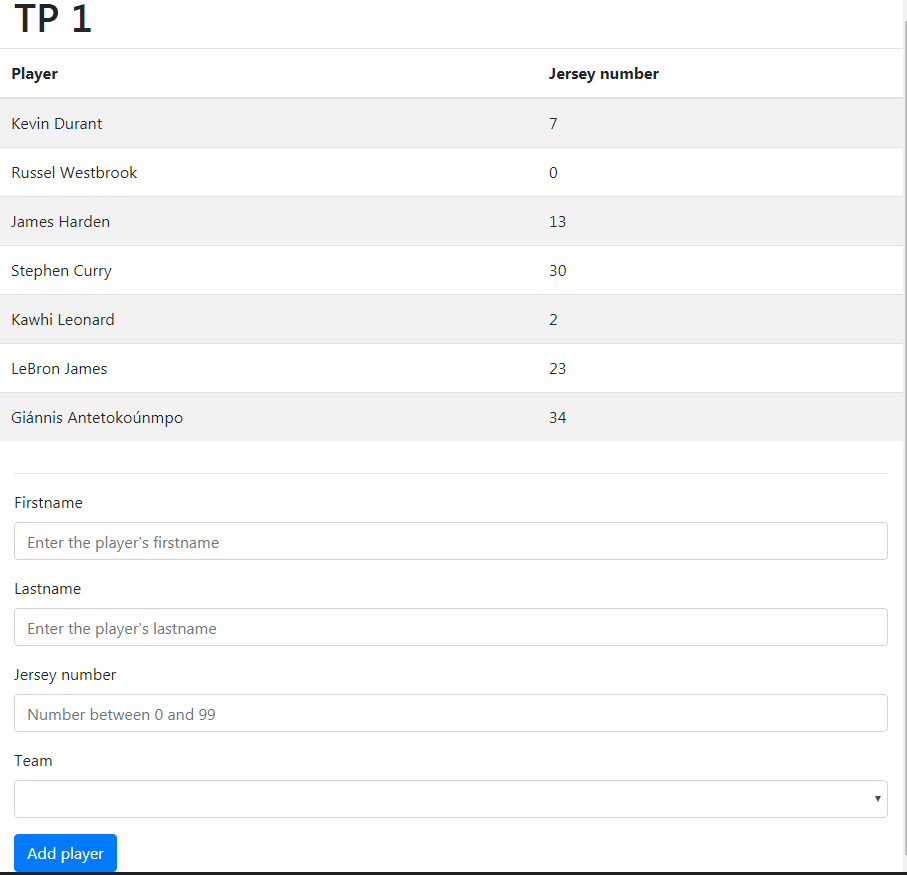 TP 1
Player Jersey number
Kevin Durant 7
Russel Westbrook 0
James Harden 13
Stephen Curry 30
Kawhi Leonard 2
LeBron James 23
Giánnis Antetokoúnmpo 34
Firstname
Enter the player's firstname
Lastname
Enter the player's lastname
Jersey number
Number between 0 and 99
Team
Add player